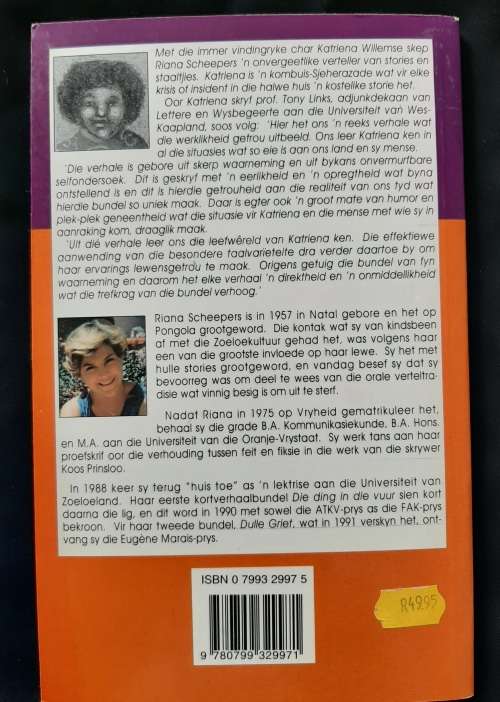 Met die immer vindingryke char Katriena Willemse skep
Riana Scheepers 'n onvergeetlike verteller van stories en
staaltjies. Katriena is 'n kombuis-Sjeherazade wat vir elke
krisis of insident in die halwe huis 'n kostelike storie het.
Oor Katriena skryf prof. Tony Links, adjunkdekaan van
Lettere en Wysbegeerte aan die Universiteit van Wes-
Kaapland, soos volg: 'Hier het ons 'n reeks verhale wat
die werklikheid getrou uitbeeld. Ons leer Katriena ken in
al die situasies wat so eie is aan ons land en sy mense.
'Die verhale is gebore uit skerp waarneming en uit bykans onvermurfbare
selfondersoek. Dit is geskryf met 'n eerlikheid en 'n opregtheid wat byna
ontstellend is en dit is hierdie getrouheid aan die realiteit van ons tyd wat
hierdie bundel so uniek maak. Daar is egter ook 'n groot mate van humor en
plek-plek geneentheid wat die situasie vir Katriena en die mense met wie sy in
aanraking kom, draaglik maak.
'Uit dié verhale leer ons die leefwêreld van Katriena ken. Die effektiewe
aanwending van die besondere taalvarieteite dra verder daartoe by om
haar ervarings lewensgetrou te maak. Origens getuig die bundel van fyn
waarneming en daarom het elke verhaal 'n direktheid en 'n onmiddellikheid
wat die trefkrag van die bundel verhoog.'
Riana Scheepers is in 1957 in Natal gebore en het op
Pongola grootgeword. Die kontak wat sy van kindsbeen
af met die Zoeloekultuur gehad het, was volgens haar
een van die grootste invloede op haar lewe. Sy het met
hulle stories grootgeword, en vandag besef sy dat sy
bevoorreg was om deel te wees van die orale verteltra-
disie wat vinnig besig is om uit te sterf.
Nadat Riana in 1975 op Vryheid gematrikuleer het,
behaal sy die grade B.A. Kommunikasiekunde, B.A. Hons.
en M.A. aan die Universiteit van die Oranje-Vrystaat. Sy werk tans aan haar
proefskrif oor die verhouding tussen feit en fiksie in die werk van die skrywer
Koos Prinsloo.
In 1988 keer sy terug "huis toe" as 'n lektrise aan die Universiteit van
Zoeloeland. Haar eerste kortverhaalbundel Die ding in die vuur sien kort
daarna die lig, en dit word in 1990 met sowel die ATKV-prys as die FAK-prys
bekroon. Vir haar tweede bundel, Dulle Griet, wat in 1991 verskyn het, ont-
vang sy die Eugène Marais-prys.
ISBN 0 7993 2997 5
9 780799 329971
R49.95